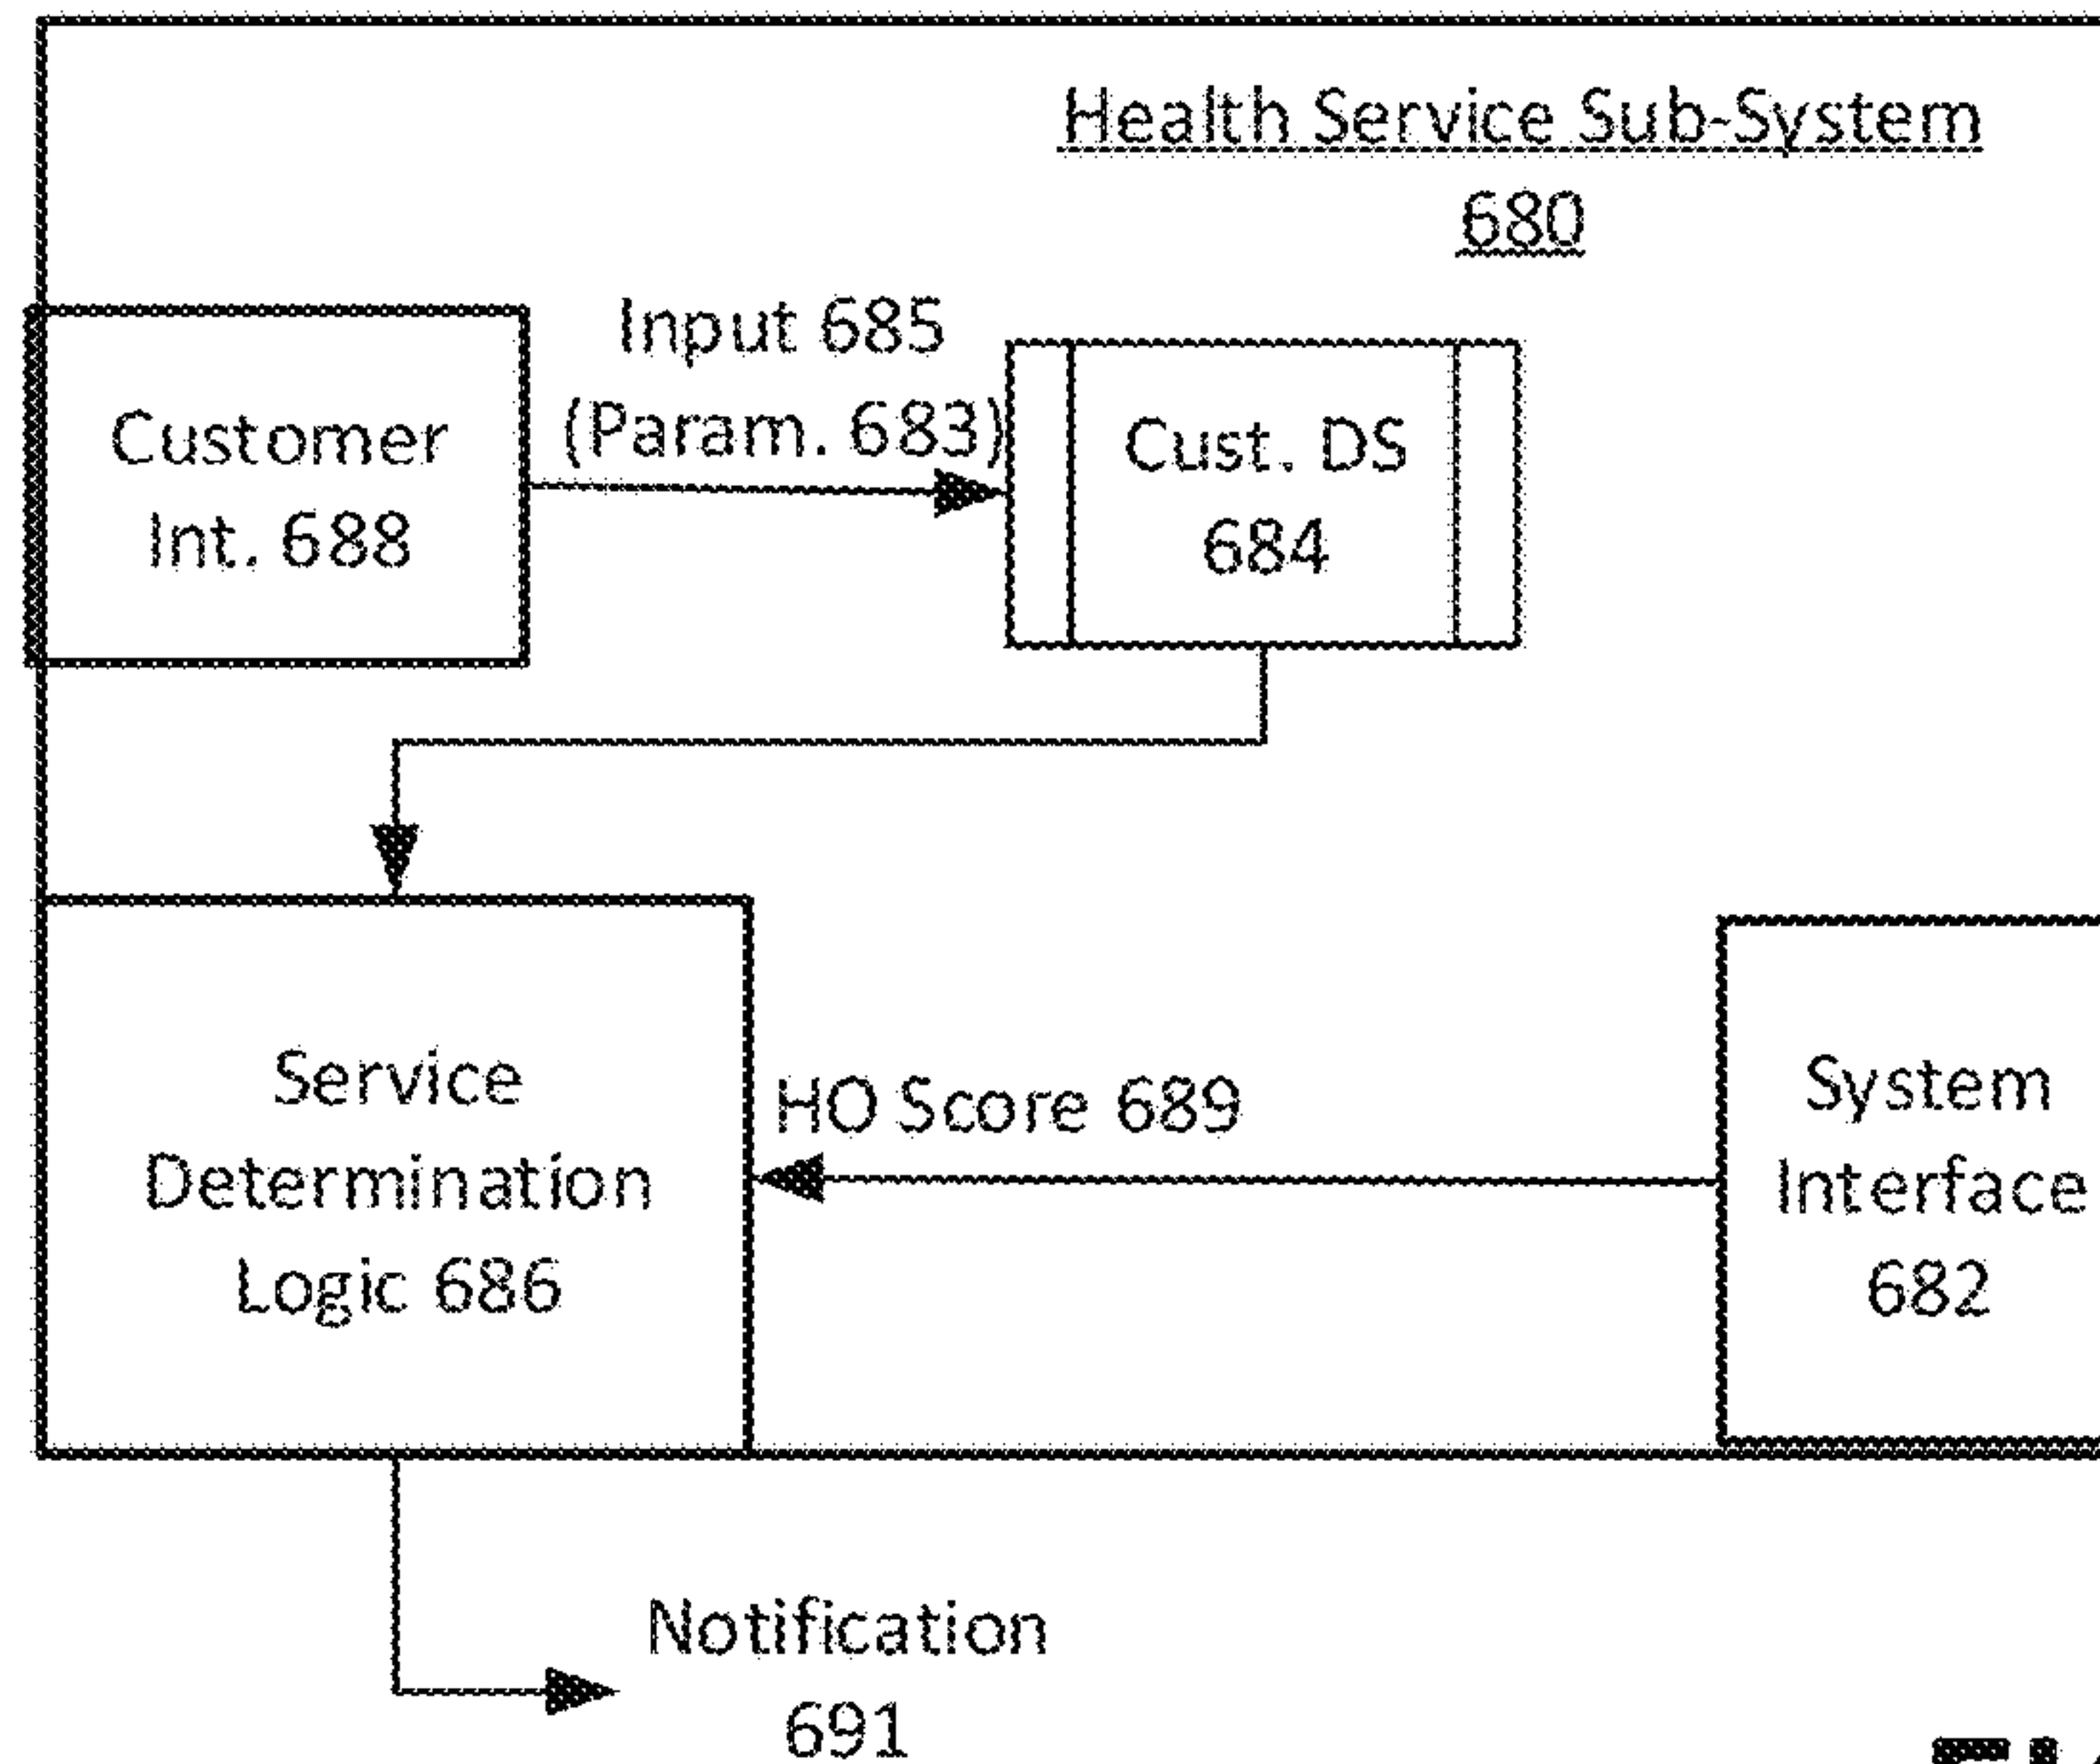 Health Service Sub-System
680
Input 685
(Param. 683)
Customer
Int. 688
Cust. DS
684
Service
Determination
Logic 686
HO Score 689
System
Interface
682
Notification
691